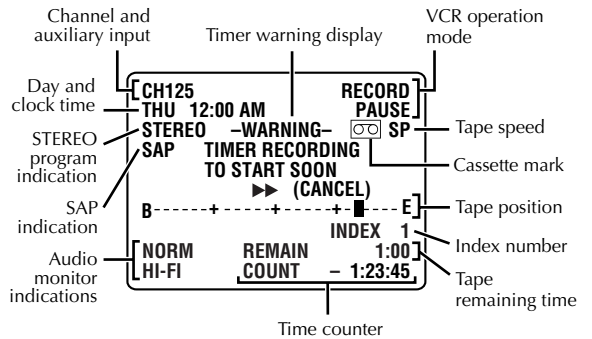 Channel and
auxiliary input
Timer warning display
VCR operation
mode
Day and
clock time
STEREO
program
indication
SAP
indication
Audio
monitor
indications
CH125
RECORD
THU 12:00 AM
PAUSE
STEREO
–WARNING–
SP
SAP
TIMER RECORDING
TO START SOON
▶▶ (CANCEL)
B-----+-----+-----+-■----E
INDEX 1
NORM
REMAIN 1:00
HI-FI
COUNT – 1:23:45
Tape speed
Cassette mark
Tape position
Index number
Tape
remaining time
Time counter